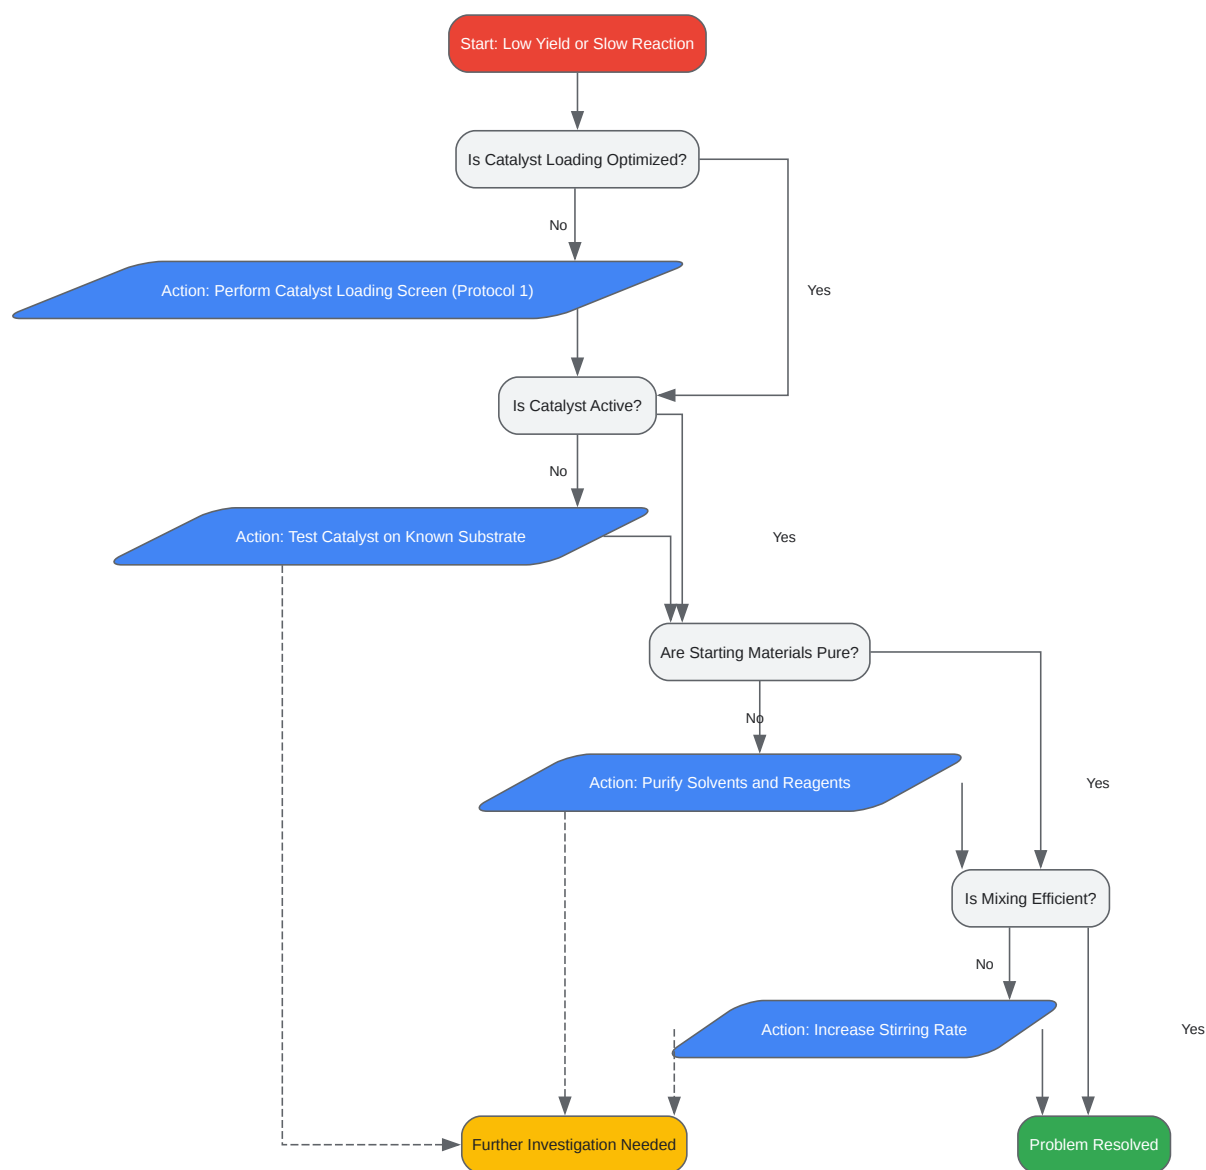 Start: Low Yield or Slow Reaction
Is Catalyst Loading Optimized?
No
Action: Perform Catalyst Loading Screen (Protocol 1)
Yes
Is Catalyst Active?
No
Action: Test Catalyst on Known Substrate
Yes
Are Starting Materials Pure?
No
Action: Purify Solvents and Reagents
Yes
Is Mixing Efficient?
No
Action: Increase Stirring Rate
Yes
Further Investigation Needed
Problem Resolved